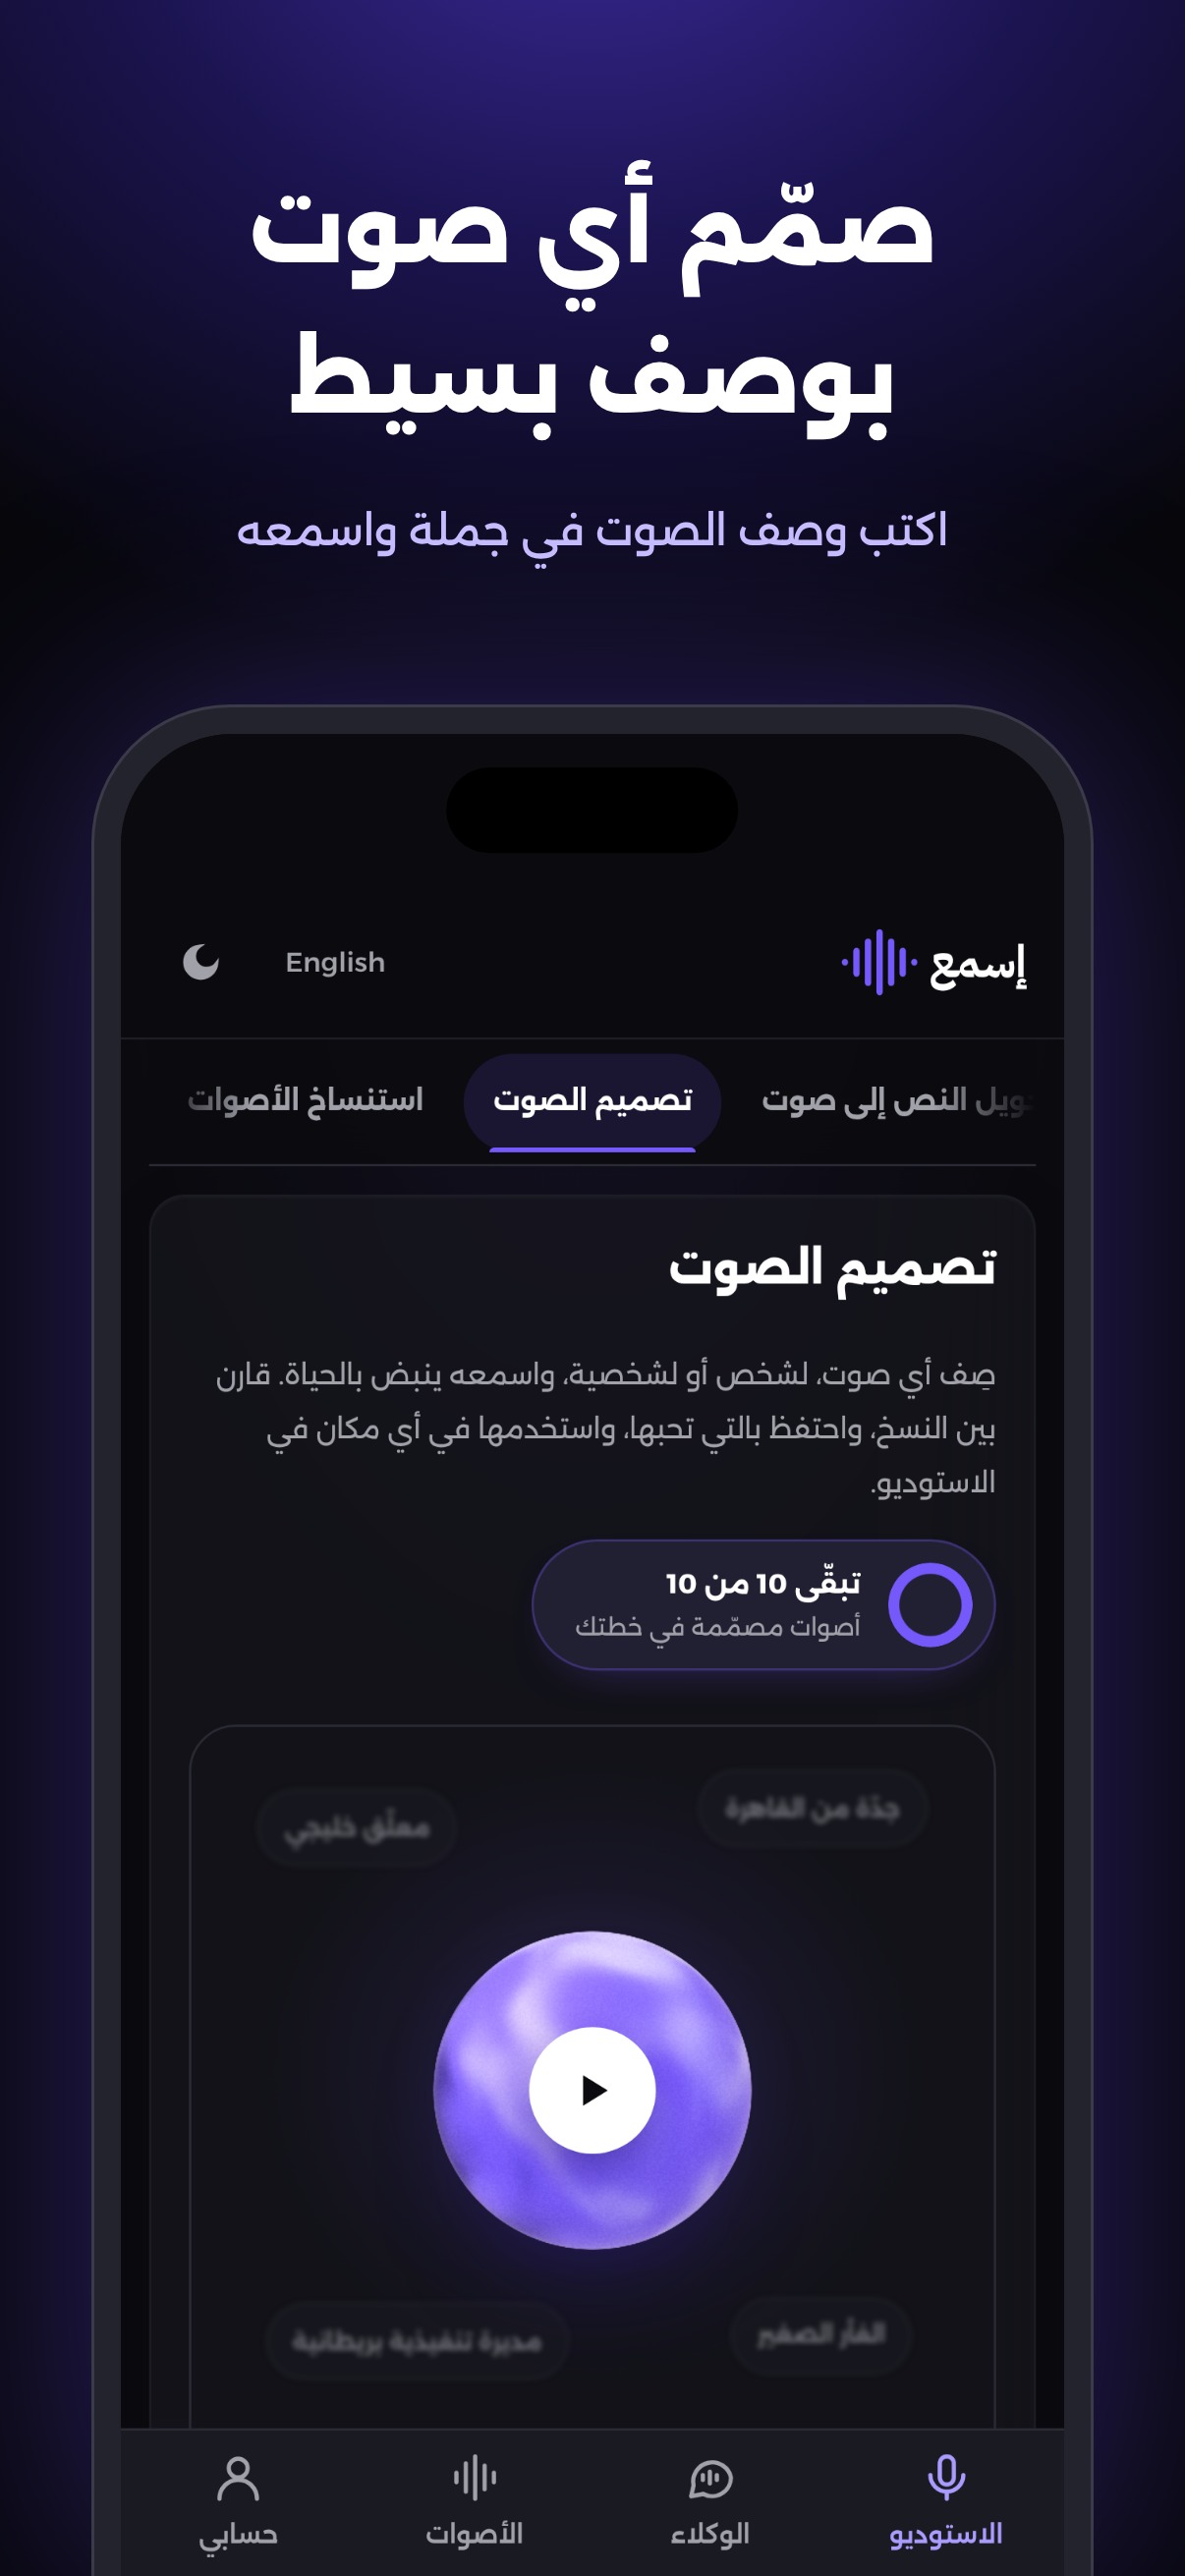 صمّم أي صوت
بوصف بسيط
اكتب وصف الصوت في جملة واسمعه
إسمع
English
ويل النص إلى صوت
تصميم الصوت
استنساخ الأصوات
تصميم الصوت
صِف أي صوت، لشخص أو لشخصية، واسمعه ينبض بالحياة. قارن
بين النسخ، واحتفظ بالتي تحبها، واستخدمها في أي مكان في
الاستوديو.
تبقّى 10 من 10
أصوات مصمّمة في خطتك
جدّة من القاهرة
معلّق خليجي
الفأر الصغير
مديرة تنفيذية بريطانية
الاستوديو
الوكلاء
الأصوات
حسابي